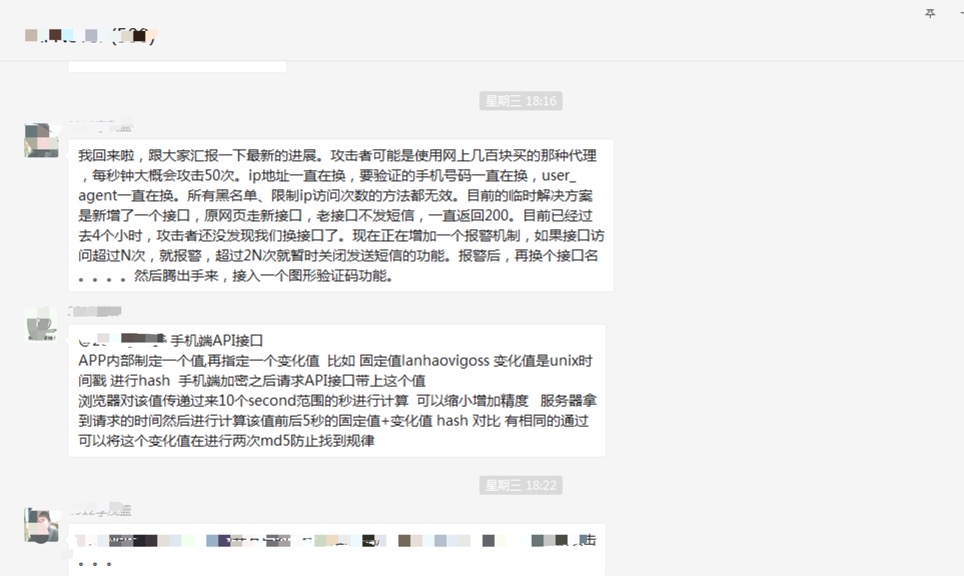 星期三 18:16
我回来啦，跟大家汇报一下最新的进展。攻击者可能是使用网上几百块买的那种代理
，每秒钟大概会攻击50次。ip地址一直在换，要验证的手机号码一直在换，user_
agent一直在换。所有黑名单、限制ip访问次数的方法都无效。目前的临时解决方案
是新增了一个接口，原网页走新接口，老接口不发短信，一直返回200。目前已经过
去4个小时，攻击者还没发现我们换接口了。现在正在增加一个报警机制，如果接口访
问超过N次，就报警，超过2N次就暂时关闭发送短信的功能。报警后，再换个接口名
。。。。然后腾出手来，接入一个图形验证码功能。
手机端API接口
APP内部制定一个值,再指定一个变化值 比如 固定值lanhaovigoss 变化值是unix时
间戳 进行hash 手机端加密之后请求API接口带上这个值
浏览器对该值传递过来10个second范围的秒进行计算 可以缩小增加精度 服务器拿
到请求的时间然后进行计算该值前后5秒的固定值+变化值 hash 对比 有相同的通过
可以将这个变化值在进行两次md5防止找到规律
星期三 18:22
击
。。。